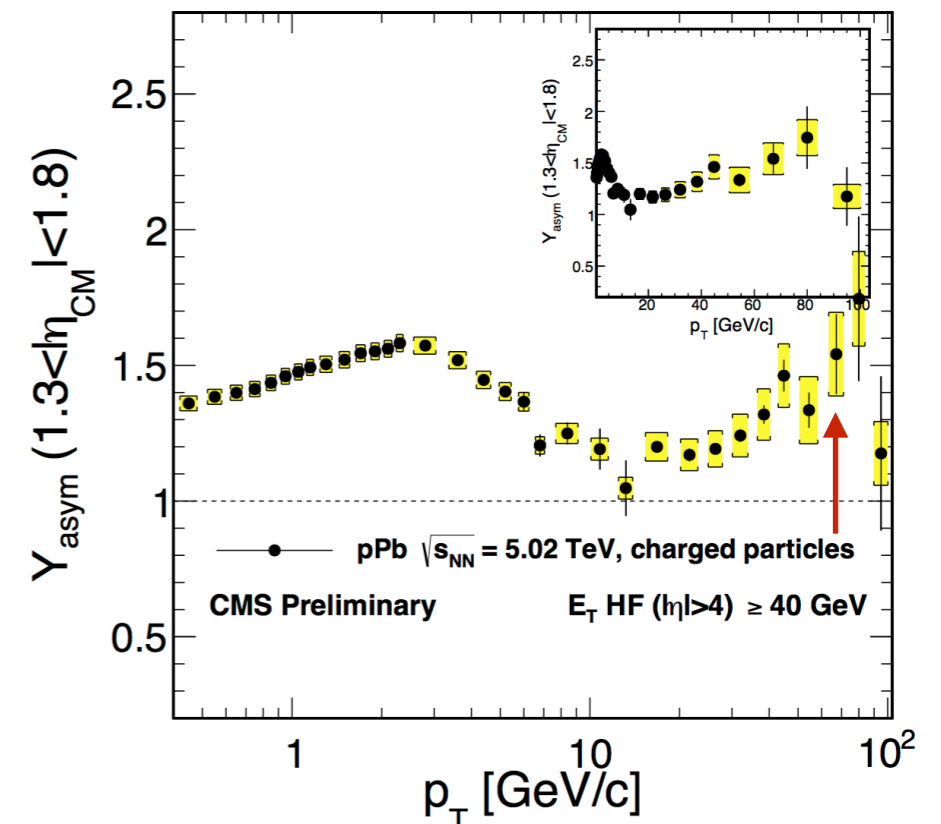 Y_asym (1.3<|η_CM|<1.8)
2.5
2
1.5
1
0.5
1
10
10²
p_T [GeV/c]
pPb √s_NN = 5.02 TeV, charged particles
CMS Preliminary
E_T HF (|η|>4) ≥ 40 GeV
Y_asym (1.3<|η_CM|<1.8)
2.5
2
1.5
1
0.5
20
40
60
80
100
p_T [GeV/c]